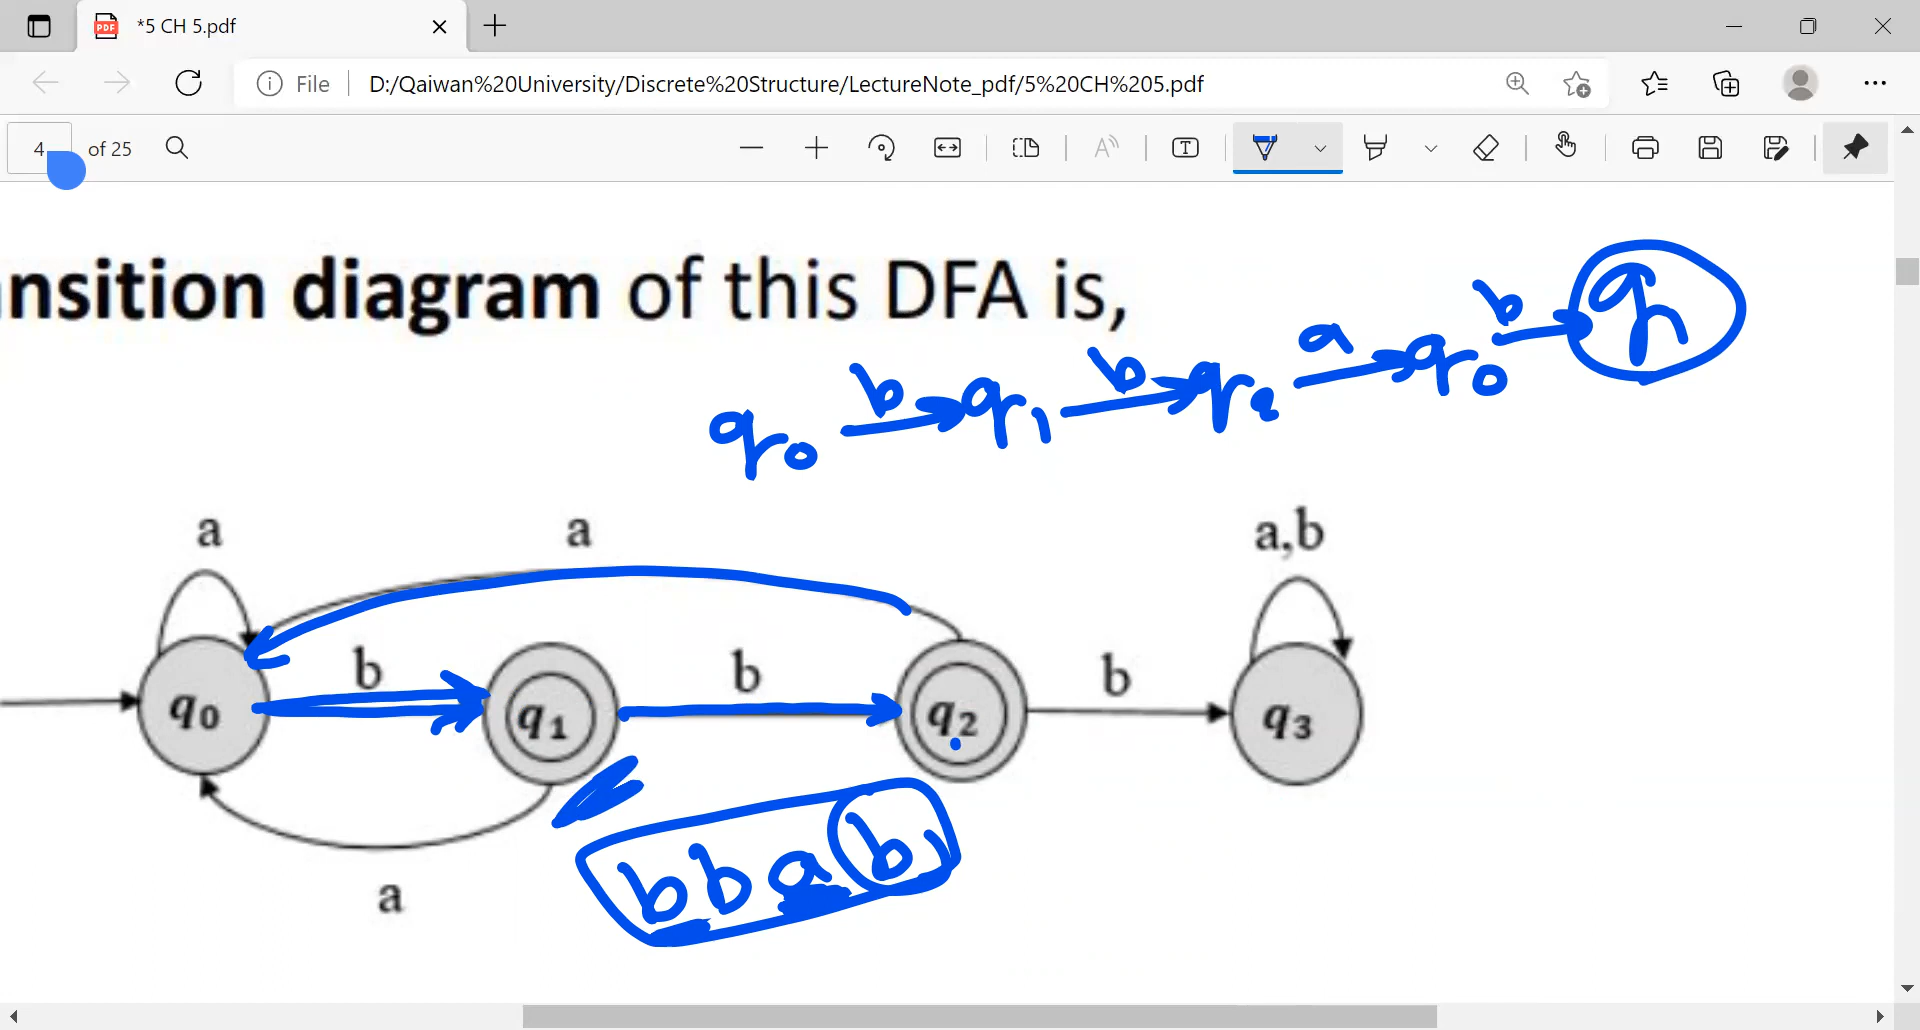 *5 CH 5.pdf
File
D:/Qaiwan%20University/Discrete%20Structure/LectureNote_pdf/5%20CH%205.pdf
4 of 25
nsition diagram of this DFA is,
q0 b q1 b q2 a q0 b q1
a
a
a,b
q0
b
q1
b
q2
b
q3
a
b b a b